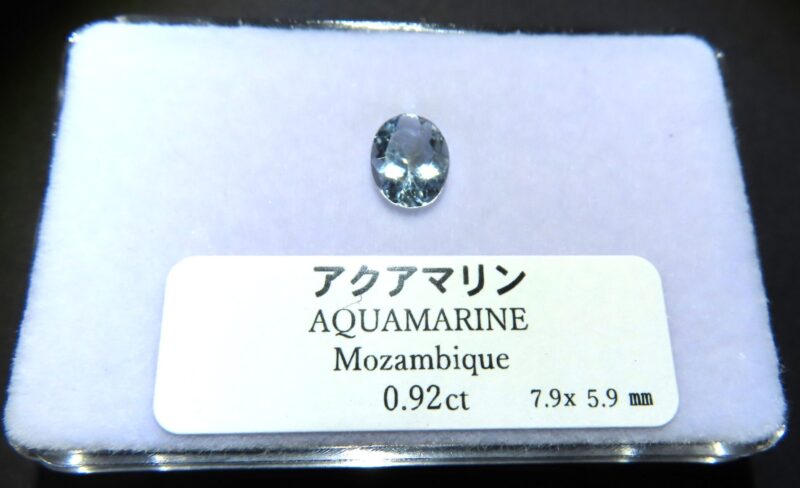 アクアマリン
AQUAMARINE
Mozambique
0.92ct 7.9x 5.9 mm